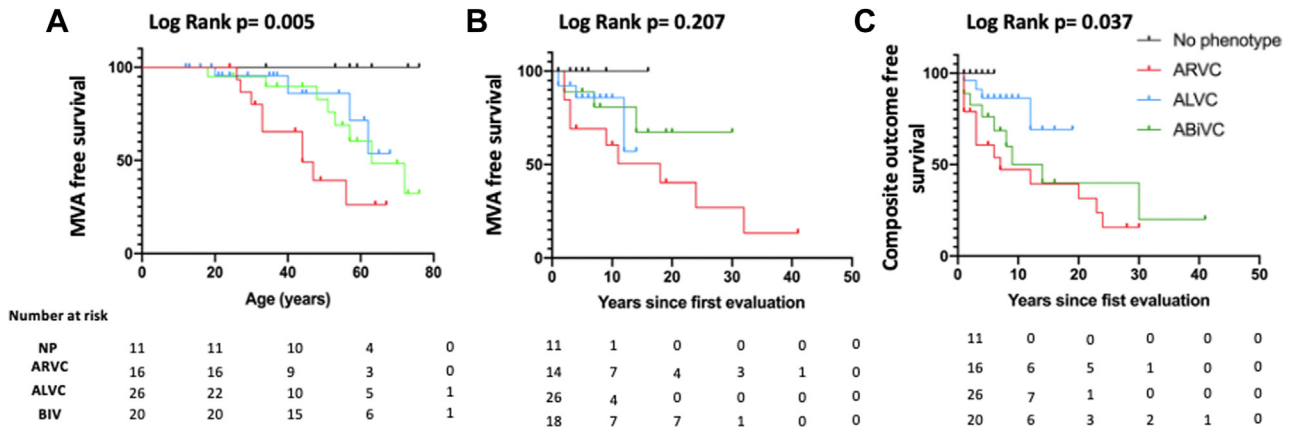 A
Log Rank p= 0.005
MVA free survival
100
50
0
0 20 40 60 80
Age (years)
B
Log Rank p= 0.207
MVA free survival
100
50
0
0 10 20 30 40 50
Years since first evaluation
C
Log Rank p= 0.037
Composite outcome free
survival
100
50
0
0 10 20 30 40 50
Years since fist evaluation
No phenotype
ARVC
ALVC
ABiVC
Number at risk
NP 11 11 10 4 0
ARVC 16 16 9 3 0
ALVC 26 22 10 5 1
BIV 20 20 15 6 1
11 1 0 0 0 0
14 7 4 3 1 0
26 4 0 0 0 0
18 7 7 1 0 0
11 0 0 0 0 0
16 6 5 1 0 0
26 7 1 0 0 0
20 6 3 2 1 0